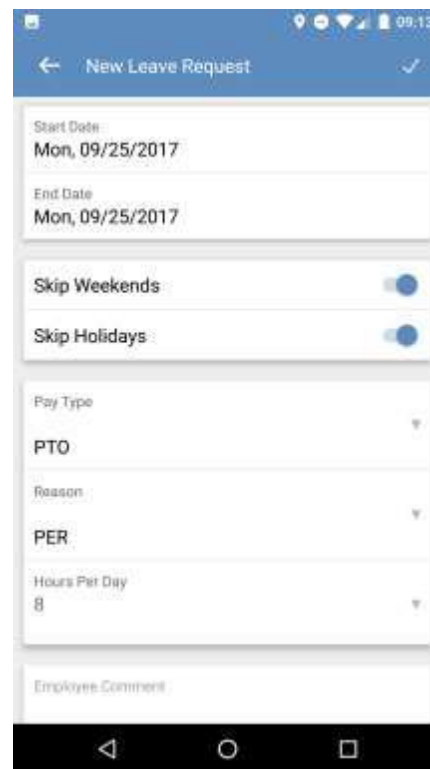 09:13
New Leave Request
Start Date
Mon, 09/25/2017
End Date
Mon, 09/25/2017
Skip Weekends
Skip Holidays
Pay Type
PTO
Reason
PER
Hours Per Day
8
Employee Comment